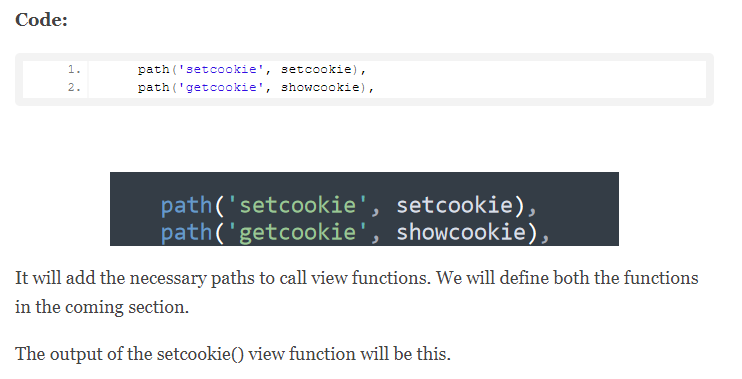 Code:
1. path('setcookie', setcookie),
2. path('getcookie', showcookie),
path('setcookie', setcookie),
path('getcookie', showcookie),
It will add the necessary paths to call view functions. We will define both the functions
in the coming section.
The output of the setcookie() view function will be this.